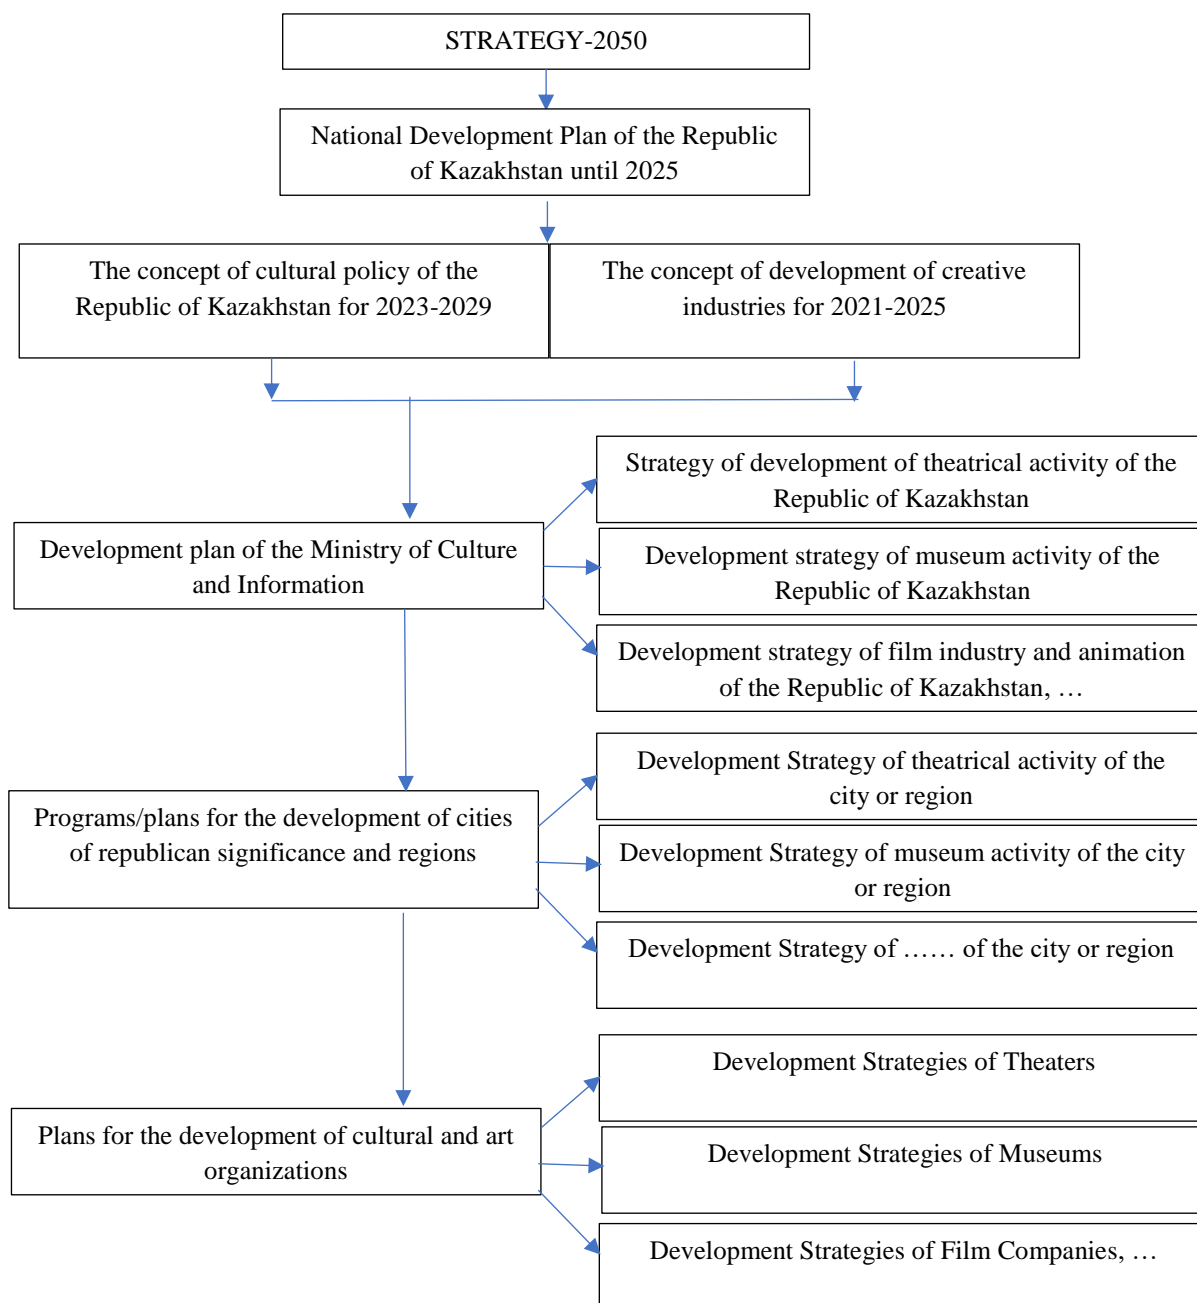 STRATEGY-2050
National Development Plan of the Republic
of Kazakhstan until 2025
The concept of cultural policy of the
Republic of Kazakhstan for 2023-2029
The concept of development of creative
industries for 2021-2025
Strategy of development of theatrical activity of the
Republic of Kazakhstan
Development plan of the Ministry of Culture
and Information
Development strategy of museum activity of the
Republic of Kazakhstan
Development strategy of film industry and animation
of the Republic of Kazakhstan, …
Development Strategy of theatrical activity of the
city or region
Programs/plans for the development of cities
of republican significance and regions
Development Strategy of museum activity of the city
or region
Development Strategy of …… of the city or region
Development Strategies of Theaters
Plans for the development of cultural and art
organizations
Development Strategies of Museums
Development Strategies of Film Companies, …